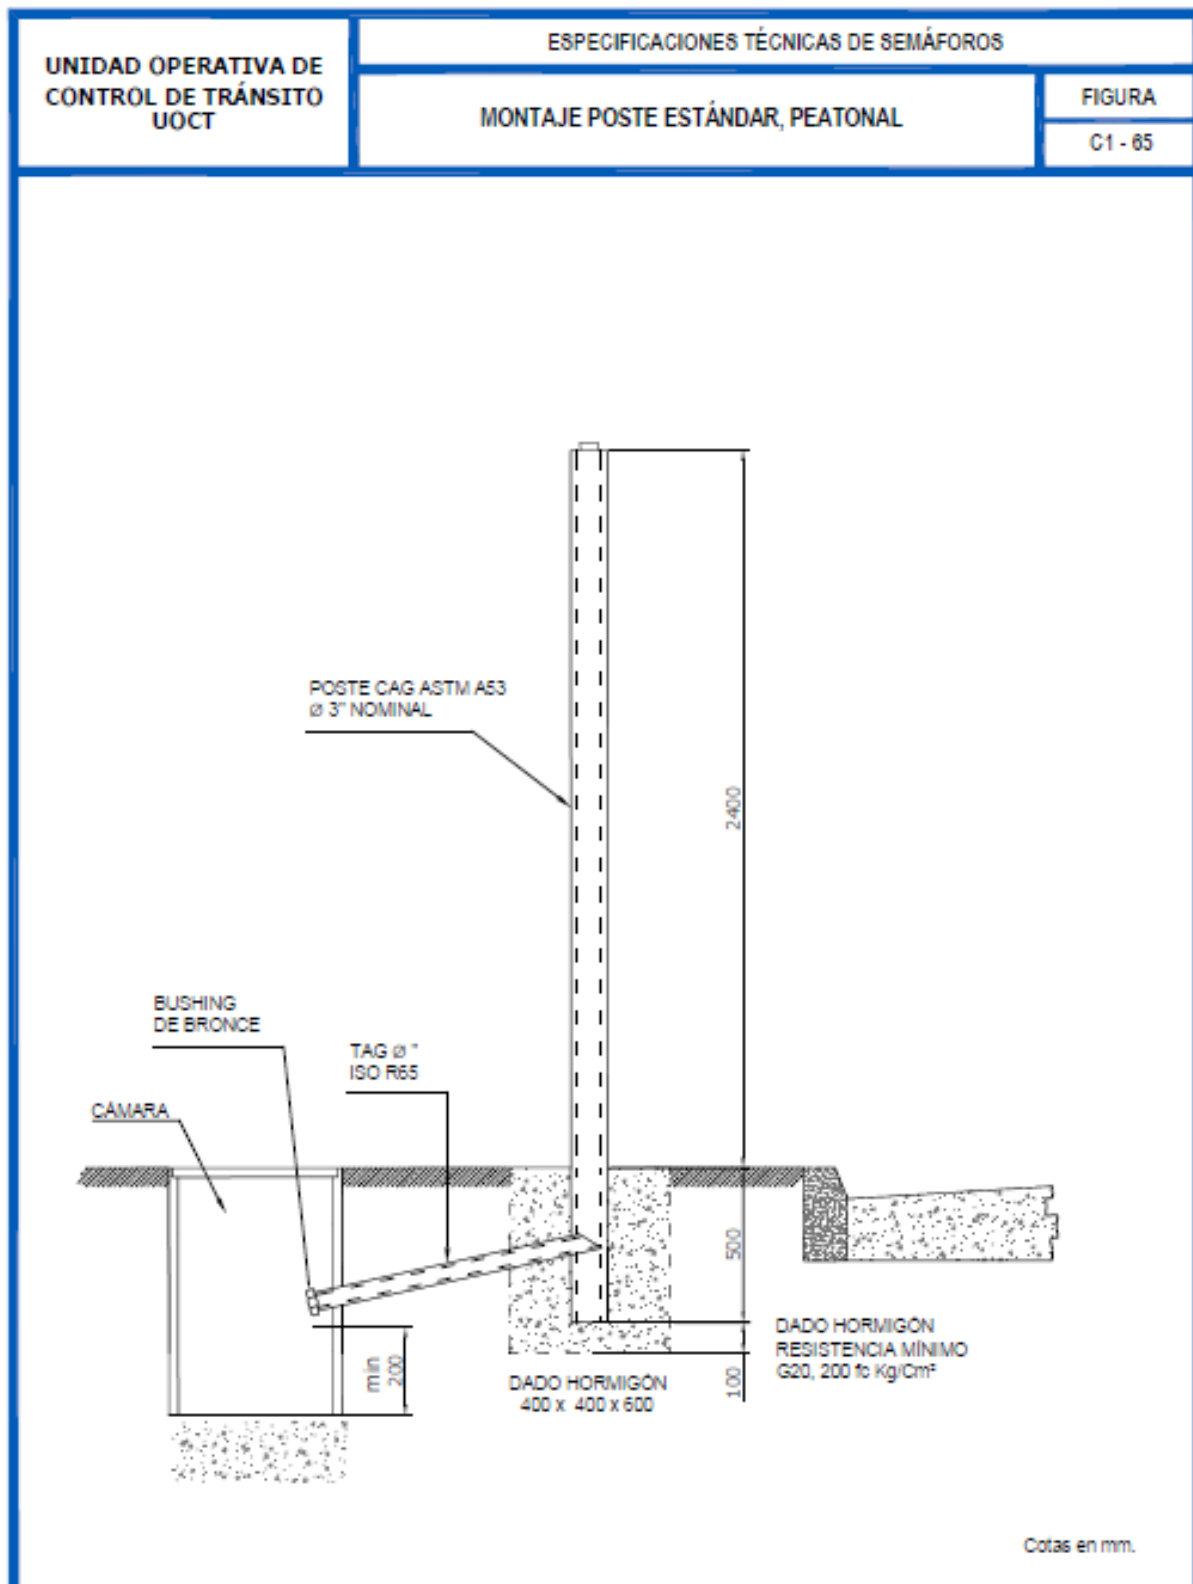 UNIDAD OPERATIVA DE
CONTROL DE TRÁNSITO
UOCT
ESPECIFICACIONES TÉCNICAS DE SEMÁFOROS
MONTAJE POSTE ESTÁNDAR, PEATONAL
FIGURA
C1 - 65
POSTE CAG ASTM A53
Ø 3" NOMINAL
2400
BUSHING
DE BRONCE
TAG Ø "
ISO R65
CÁMARA
500
min
200
100
DADO HORMIGÓN
400 x 400 x 600
DADO HORMIGÓN
RESISTENCIA MÍNIMO
G20, 200 fc Kg/Cm²
Cotas en mm.